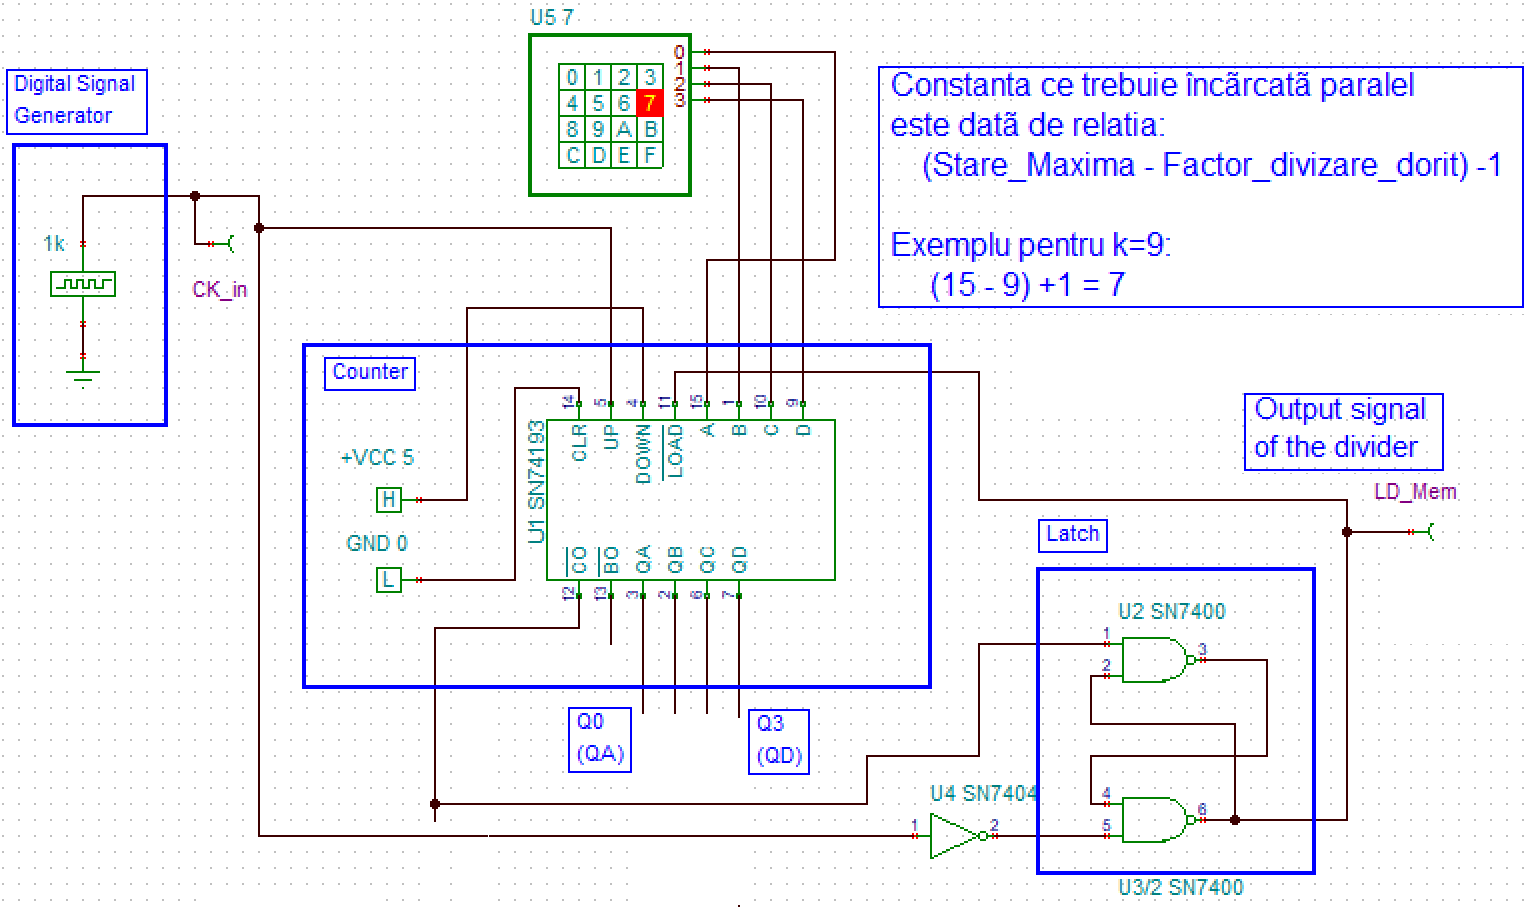 U5 7
0 1 2 3
4 5 6 7
8 9 A B
C D E F
0
1
2
3
Digital Signal
Generator
1k
CK_in
Constanta ce trebuie încãrcatã paralel
este datã de relatia:
(Stare_Maxima - Factor_divizare_dorit) -1
Exemplu pentru k=9:
(15 - 9) +1 = 7
Counter
+VCC 5
H
GND 0
L
14 5 4 11 15 1 10 9
CLR UP DOWN LOAD A B C D
U1 SN74193
CO BO QA QB QC QD
12 13 3 2 6 7
Q0
(QA)
Q3
(QD)
Output signal
of the divider
LD_Mem
Latch
U2 SN7400
1
2
3
U4 SN7404
1
2
4
5
6
U3/2 SN7400